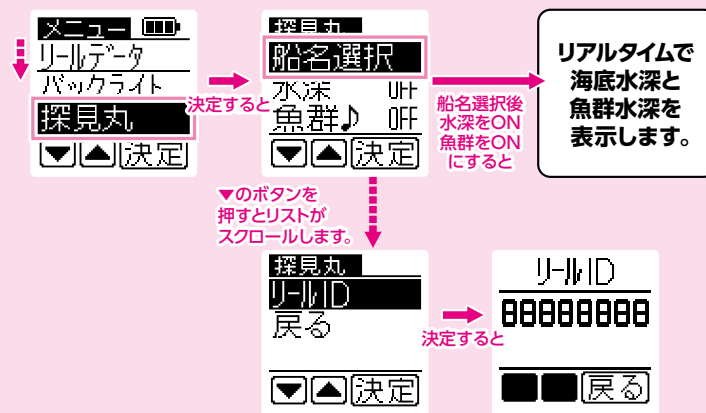 メニュー
リールデータ
バックライト
探見丸
▼▲決定
決定すると
探見丸
船名選択
水深 OFF
魚群♪ OFF
▼▲決定
船名選択後
水深をON
魚群をON
にすると
リアルタイムで
海底水深と
魚群水深を
表示します。
▼のボタンを
押すとリストが
スクロールします。
探見丸
リールID
戻る
▼▲決定
決定すると
リールID
88888888
戻る